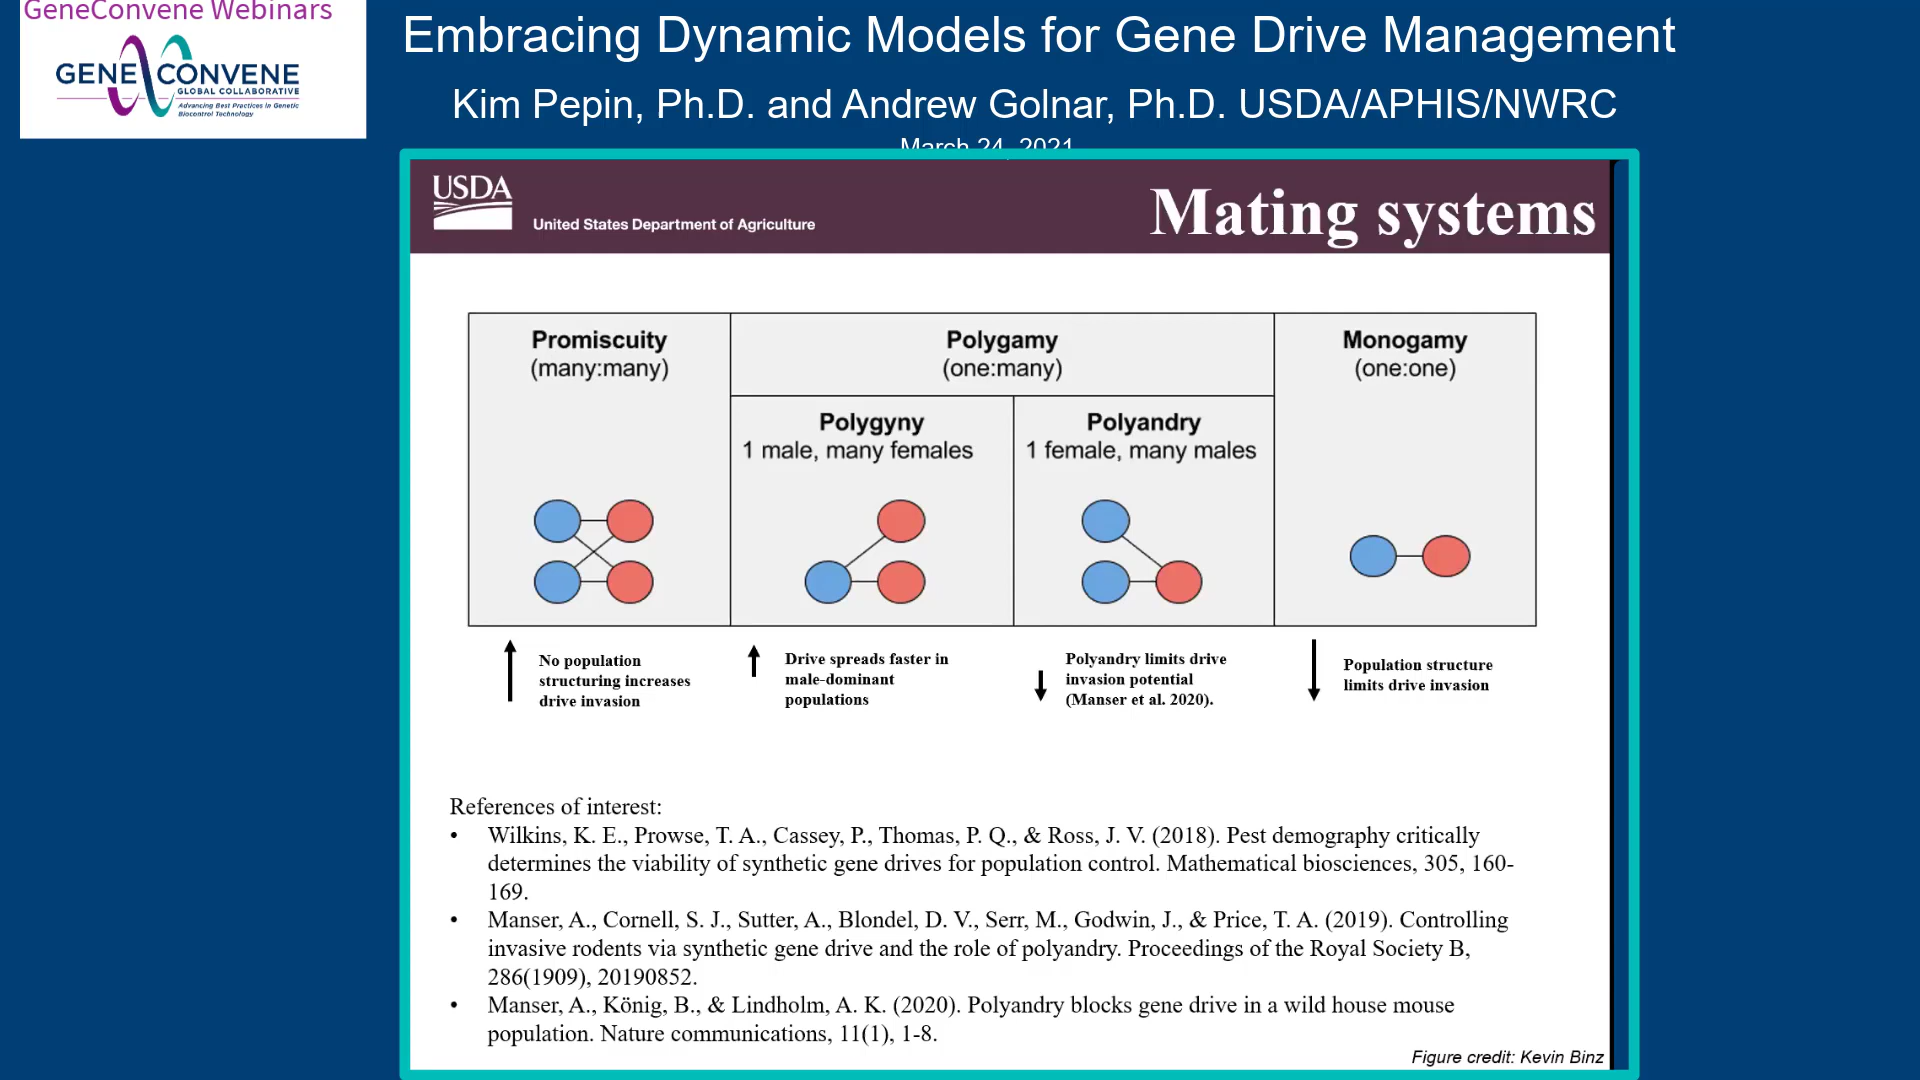 GeneConvene Webinars
GENE CONVENE
GLOBAL COLLABORATIVE
Advancing Best Practices in Genetic
Biocontrol Technology
Embracing Dynamic Models for Gene Drive Management
Kim Pepin, Ph.D. and Andrew Golnar, Ph.D. USDA/APHIS/NWRC
March 24, 2021
USDA
United States Department of Agriculture
Mating systems
Promiscuity
(many:many)
Polygamy
(one:many)
Monogamy
(one:one)
Polygyny
1 male, many females
Polyandry
1 female, many males
No population
structuring increases
drive invasion
Drive spreads faster in
male-dominant
populations
Polyandry limits drive
invasion potential
(Manser et al. 2020).
Population structure
limits drive invasion
References of interest:
• Wilkins, K. E., Prowse, T. A., Cassey, P., Thomas, P. Q., & Ross, J. V. (2018). Pest demography critically
determines the viability of synthetic gene drives for population control. Mathematical biosciences, 305, 160-
169.
• Manser, A., Cornell, S. J., Sutter, A., Blondel, D. V., Serr, M., Godwin, J., & Price, T. A. (2019). Controlling
invasive rodents via synthetic gene drive and the role of polyandry. Proceedings of the Royal Society B,
286(1909), 20190852.
• Manser, A., König, B., & Lindholm, A. K. (2020). Polyandry blocks gene drive in a wild house mouse
population. Nature communications, 11(1), 1-8.
Figure credit: Kevin Binz